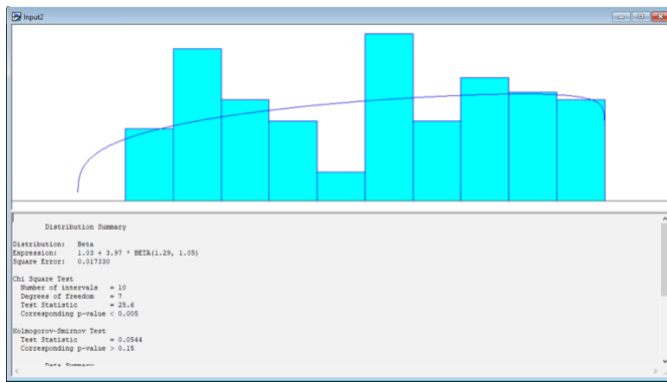 Input2
Distribution Summary
Distribution: Beta
Expression: 1.03 + 3.97 * BETA(1.29, 1.05)
Square Error: 0.017330
Chi Square Test
Number of intervals = 10
Degrees of freedom = 7
Test Statistic = 25.6
Corresponding p-value < 0.005
Kolmogorov-Smirnov Test
Test Statistic = 0.0544
Corresponding p-value > 0.15
Data Summary